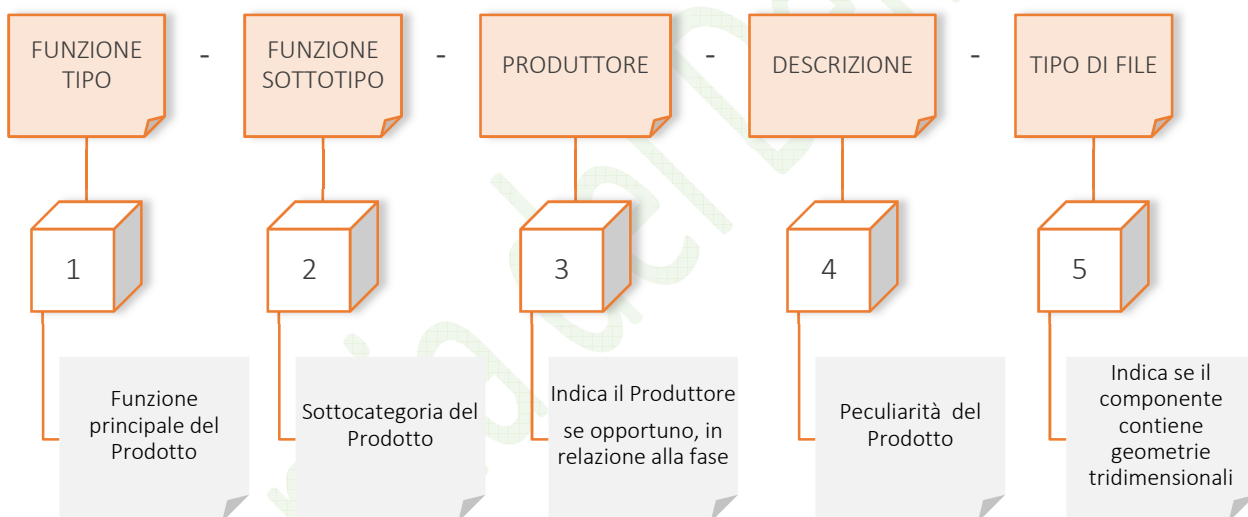 FUNZIONE
TIPO
-
FUNZIONE
SOTTOTIPO
-
PRODUTTORE
-
DESCRIZIONE
-
TIPO DI FILE
1
2
3
4
5
Funzione
principale del
Prodotto
Sottocategoria del
Prodotto
Indica il Produttore
se opportuno, in
relazione alla fase
Peculiarità del
Prodotto
Indica se il
componente
contiene
geometrie
tridimensionali